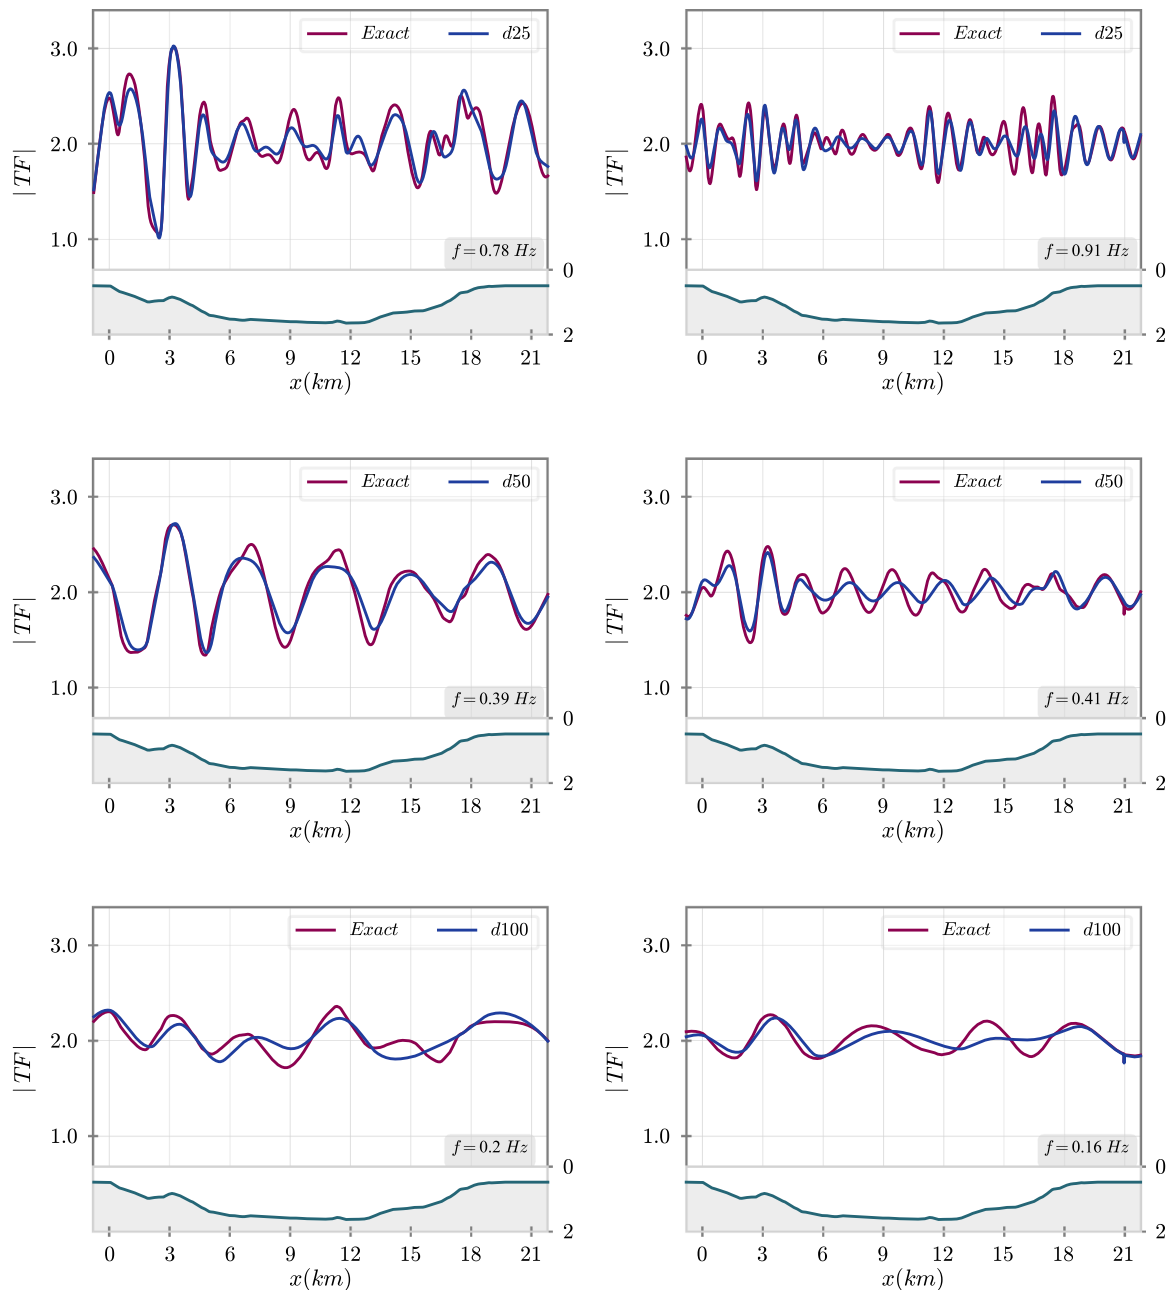 Exact d25
Exact d25
3.0
2.0
1.0
|TF|
f = 0.78 Hz
0
2
0 3 6 9 12 15 18 21
x(km)
3.0
2.0
1.0
|TF|
f = 0.91 Hz
0
2
0 3 6 9 12 15 18 21
x(km)
Exact d50
Exact d50
3.0
2.0
1.0
|TF|
f = 0.39 Hz
0
2
0 3 6 9 12 15 18 21
x(km)
3.0
2.0
1.0
|TF|
f = 0.41 Hz
0
2
0 3 6 9 12 15 18 21
x(km)
Exact d100
Exact d100
3.0
2.0
1.0
|TF|
f = 0.2 Hz
0
2
0 3 6 9 12 15 18 21
x(km)
3.0
2.0
1.0
|TF|
f = 0.16 Hz
0
2
0 3 6 9 12 15 18 21
x(km)